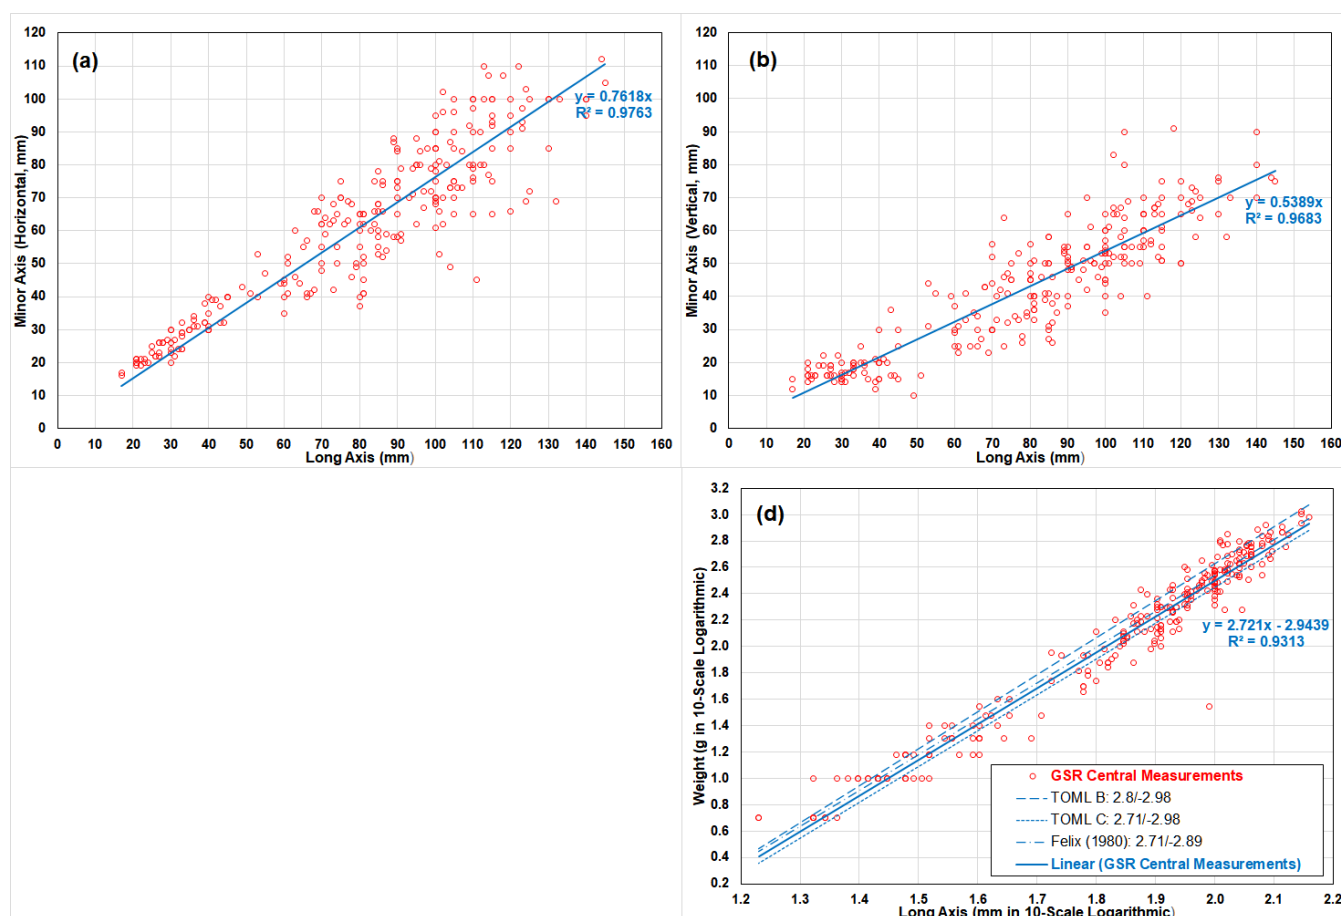 (a)
120
110
100
90
80
70
60
50
40
30
20
10
0
Minor Axis (Horizontal, mm)
y = 0.7618x
R² = 0.9763
0 10 20 30 40 50 60 70 80 90 100 110 120 130 140 150 160
Long Axis (mm)
(b)
120
110
100
90
80
70
60
50
40
30
20
10
0
Minor Axis (Vertical, mm)
y = 0.5389x
R² = 0.9683
0 10 20 30 40 50 60 70 80 90 100 110 120 130 140 150 160
Long Axis (mm)
(d)
3.2
3.0
2.8
2.6
2.4
2.2
2.0
1.8
1.6
1.4
1.2
1.0
0.8
0.6
0.4
0.2
Weight (g in 10-Scale Logarithmic)
y = 2.721x - 2.9439
R² = 0.9313
GSR Central Measurements
TOML B: 2.8/-2.98
TOML C: 2.71/-2.98
Felix (1980): 2.71/-2.89
Linear (GSR Central Measurements)
1.2 1.3 1.4 1.5 1.6 1.7 1.8 1.9 2.0 2.1 2.2
Long Axis (mm in 10-Scale Logarithmic)